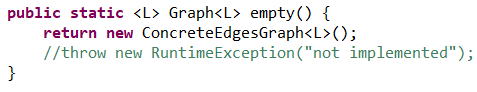 public static <L> Graph<L> empty() {
    return new ConcreteEdgesGraph<L>();
    //throw new RuntimeException("not implemented");
}